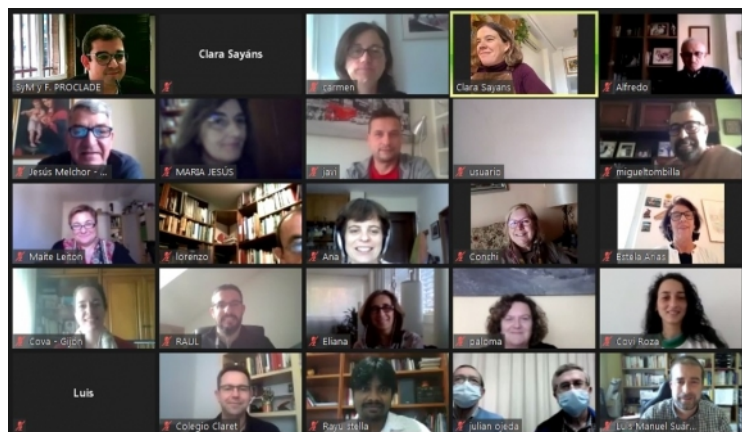 SyM y F. PROCLADE
Clara Sayáns
carmen
Clara Sayans
Alfredo
Jesús Melchor - ...
MARIA JESÚS
javi
usuario
migueltombilla
Maite Lerton
lorenzo
Ana
Conchi
Estela Arias
Cova - Gijón
RAUL
Eliana
paloma
Covi Roza
Luis
Colegio Claret
Rayu stella
julian ojeda
Luis Manuel Suár...